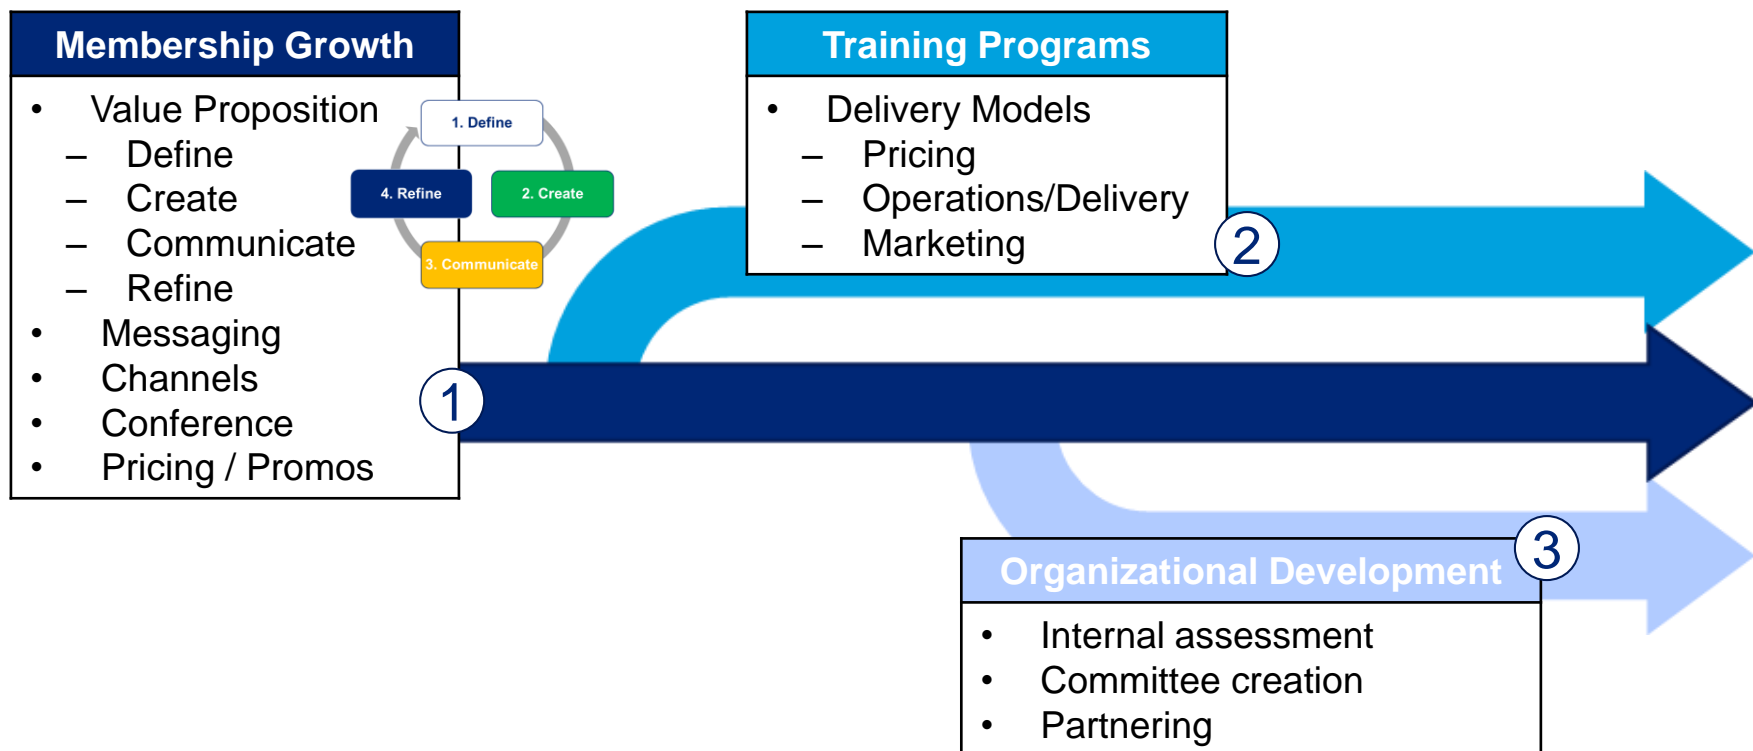 Membership Growth
• Value Proposition
– Define
– Create
– Communicate
– Refine
• Messaging
• Channels
• Conference
• Pricing / Promos
1. Define
2. Create
3. Communicate
4. Refine
1
Training Programs
• Delivery Models
– Pricing
– Operations/Delivery
– Marketing
2
Organizational Development
3
• Internal assessment
• Committee creation
• Partnering